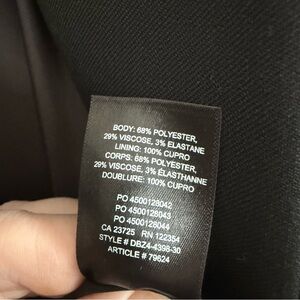 BODY: 68% POLYESTER,
29% VISCOSE, 3% ELASTANE
LINING: 100% CUPRO
CORPS: 68% POLYESTER,
29% VISCOSE, 3% ÉLASTHANNE
DOUBLURE: 100% CUPRO
PO 4500128042
PO 4500128043
PO 4500128044
CA 23725 RN 122354
STYLE # DBZ4-4398-30
ARTICLE # 79624